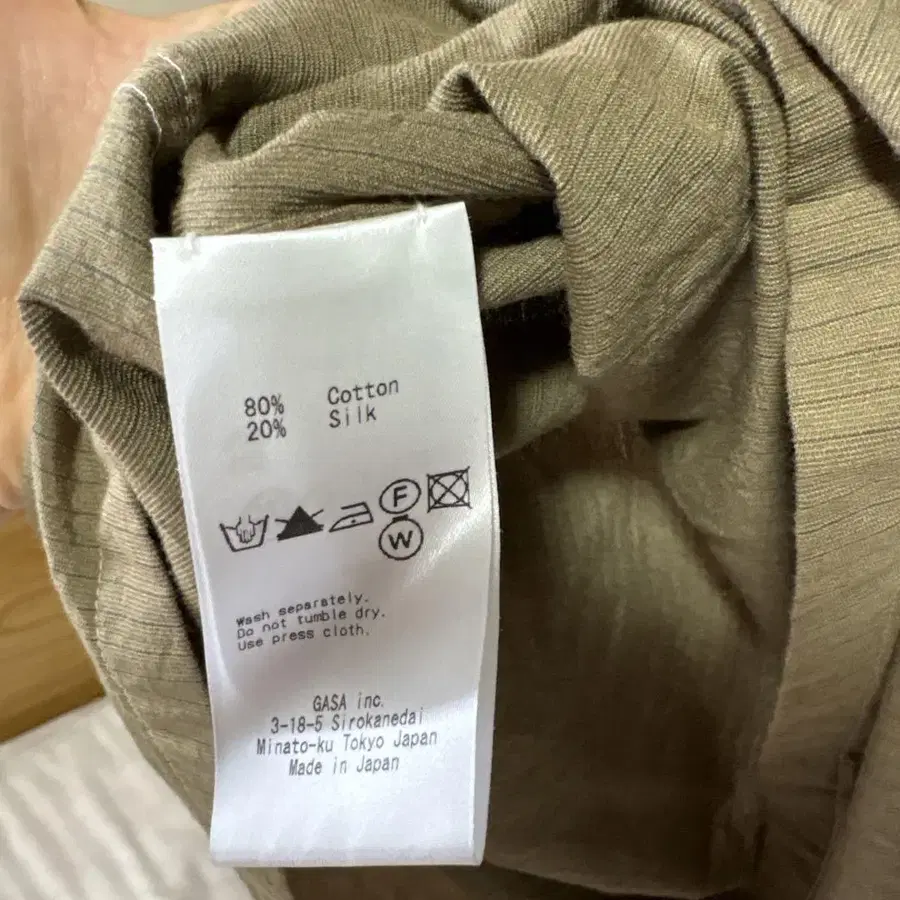 80% Cotton
20% Silk
F
W
Wash separately.
Do not tumble dry.
Use press cloth.
GASA inc.
3-18-5 Sirokanedai
Minato-ku Tokyo Japan
Made in Japan